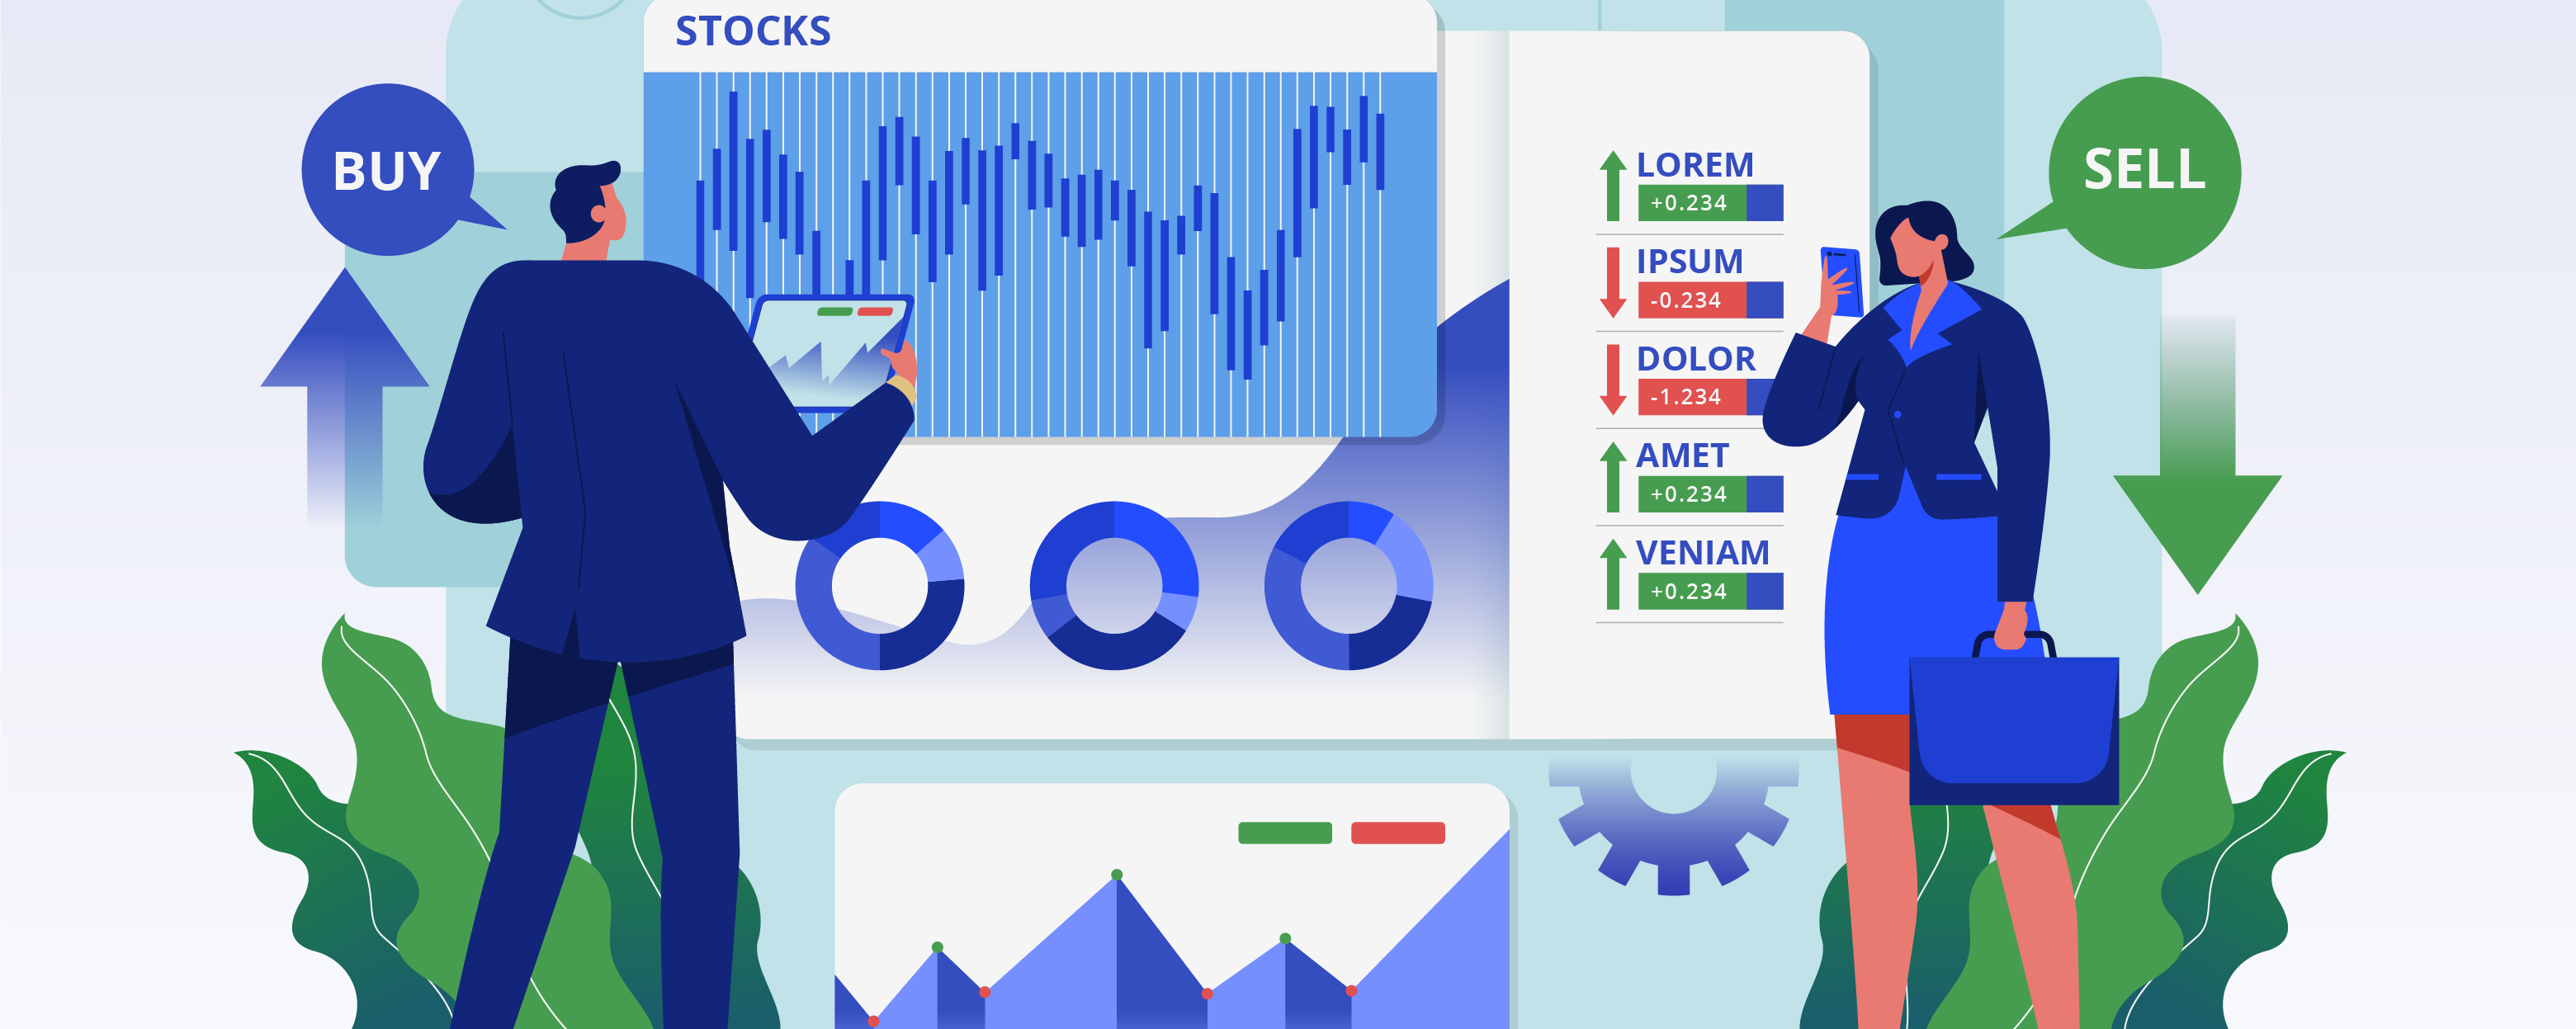 STOCKS
BUY
SELL
LOREM
+0.234
IPSUM
-0.234
DOLOR
-1.234
AMET
+0.234
VENIAM
+0.234